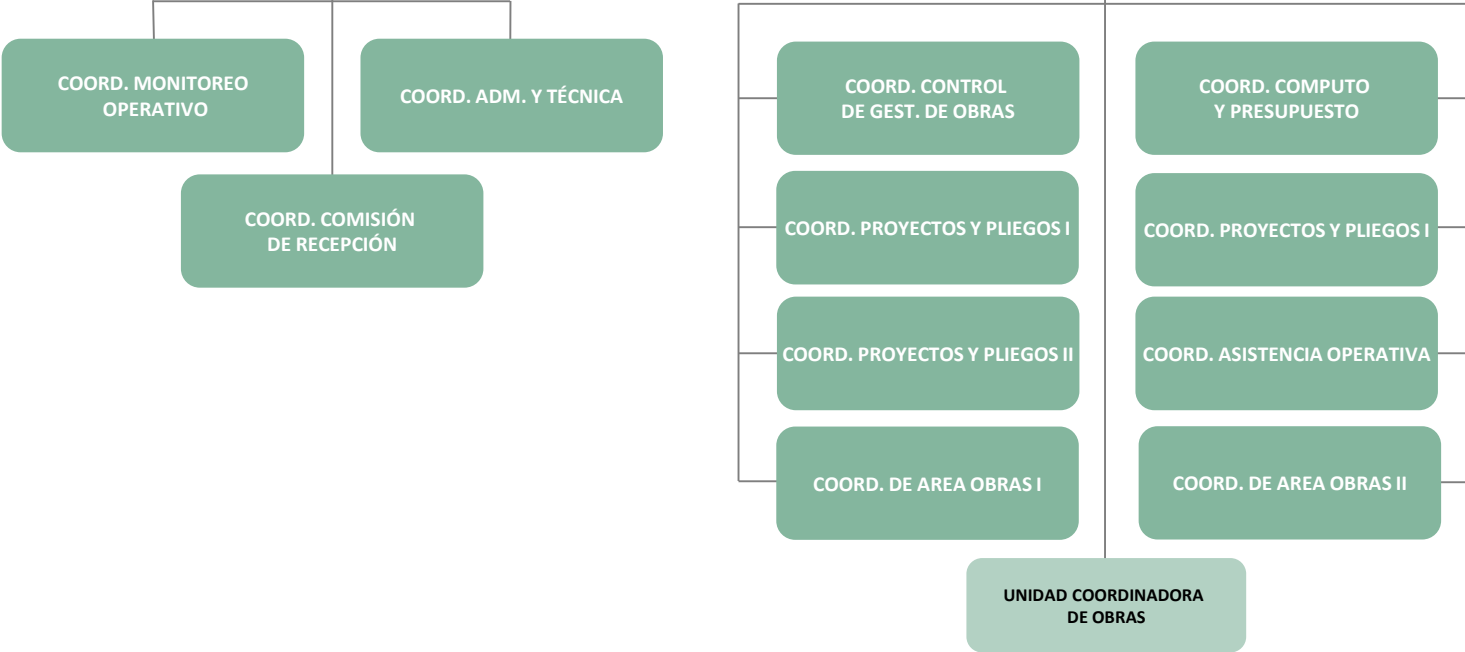 COORD. MONITOREO
OPERATIVO
COORD. ADM. Y TÉCNICA
COORD. COMISIÓN
DE RECEPCIÓN
COORD. CONTROL
DE GEST. DE OBRAS
COORD. COMPUTO
Y PRESUPUESTO
COORD. PROYECTOS Y PLIEGOS I
COORD. PROYECTOS Y PLIEGOS I
COORD. PROYECTOS Y PLIEGOS II
COORD. ASISTENCIA OPERATIVA
COORD. DE AREA OBRAS I
COORD. DE AREA OBRAS II
UNIDAD COORDINADORA
DE OBRAS